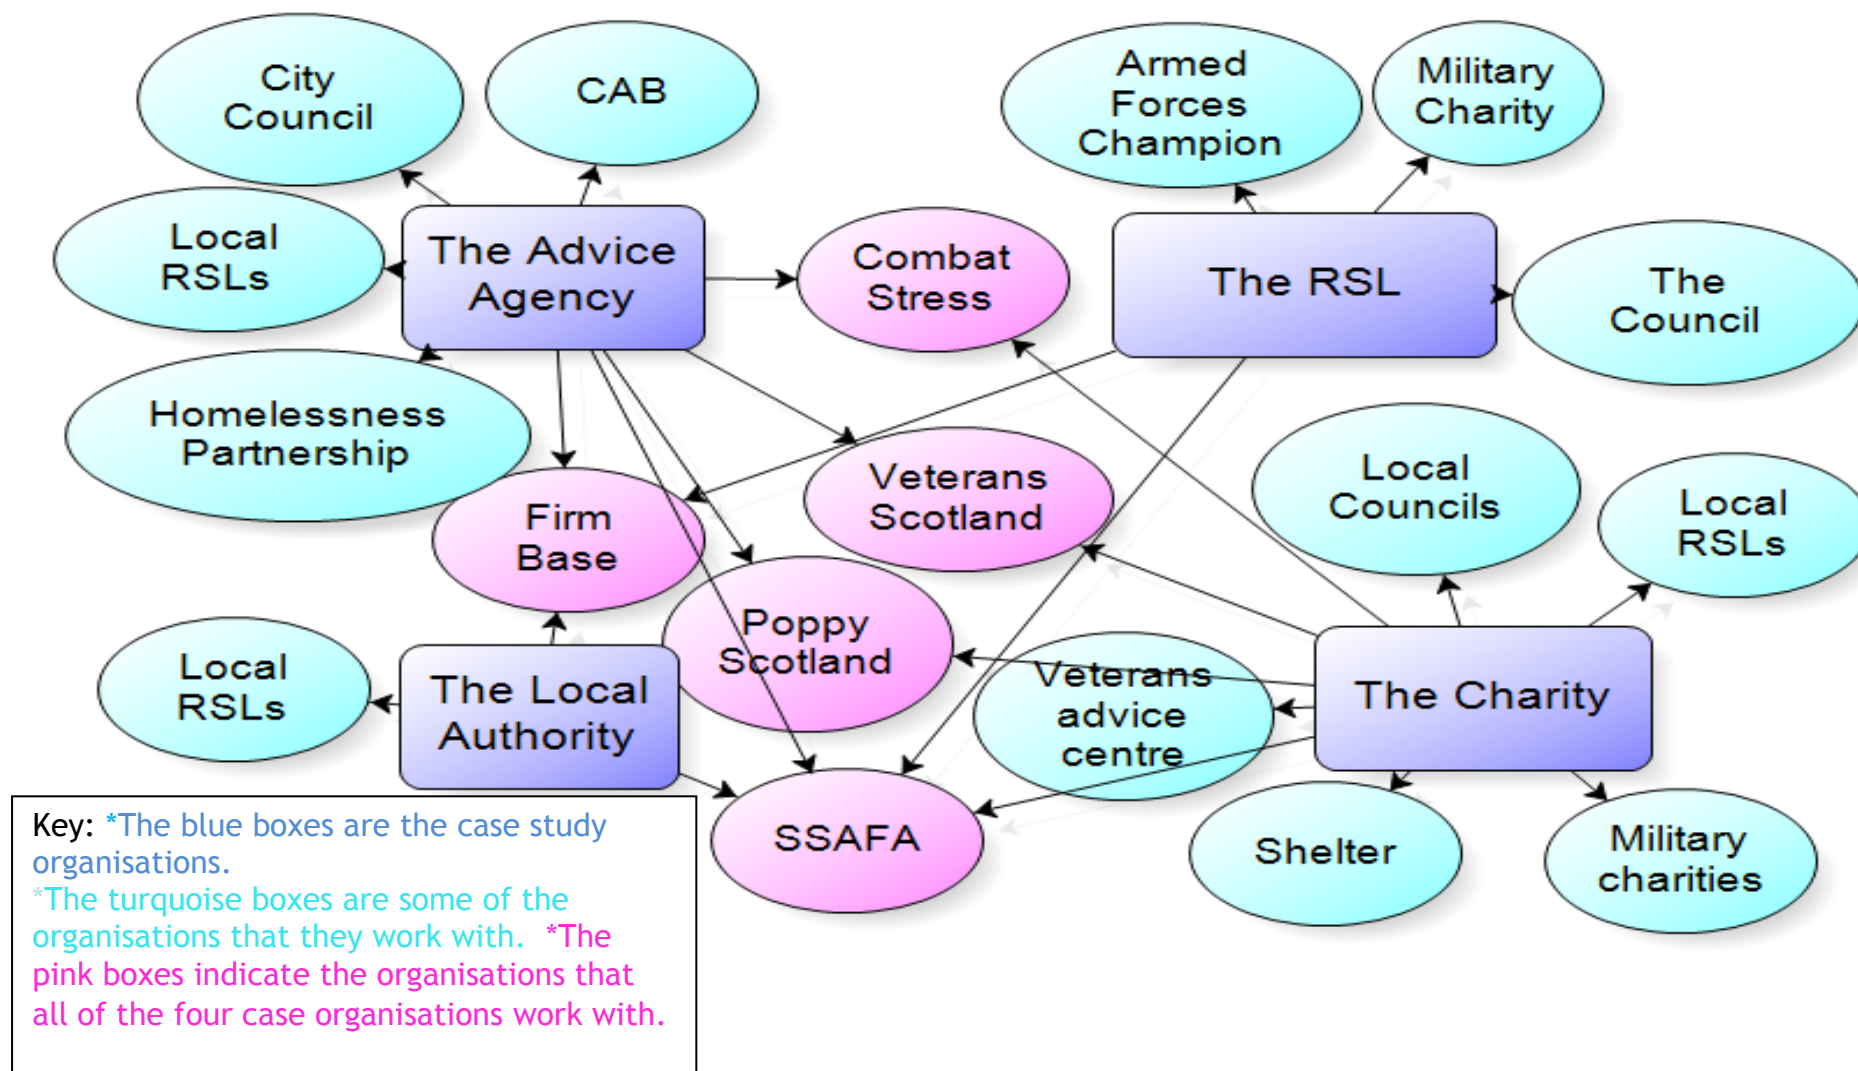 City
Council
CAB
Armed
Forces
Champion
Military
Charity
Local
RSLs
The Advice
Agency
Combat
Stress
The RSL
The
Council
Homelessness
Partnership
Firm
Base
Veterans
Scotland
Local
Councils
Local
RSLs
Local
RSLs
The Local
Authority
Poppy
Scotland
Veterans
advice
centre
The Charity
SSAFA
Shelter
Military
charities
Key: *The blue boxes are the case study
organisations.
*The turquoise boxes are some of the
organisations that they work with.  *The
pink boxes indicate the organisations that
all of the four case organisations work with.